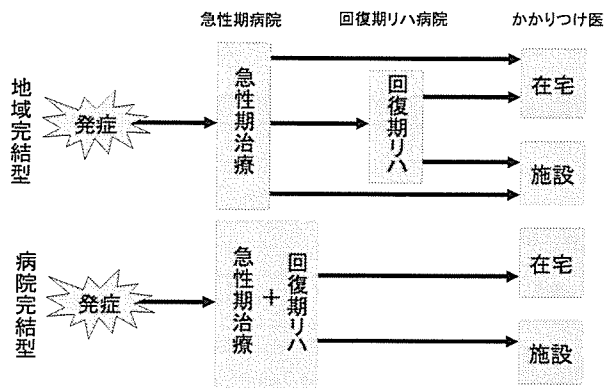 急性期病院
回復期リハ病院
かかりつけ医
地域完結型
発症
急性期治療
回復期リハ
在宅
施設
病院完結型
発症
急性期治療
+
回復期リハ
在宅
施設